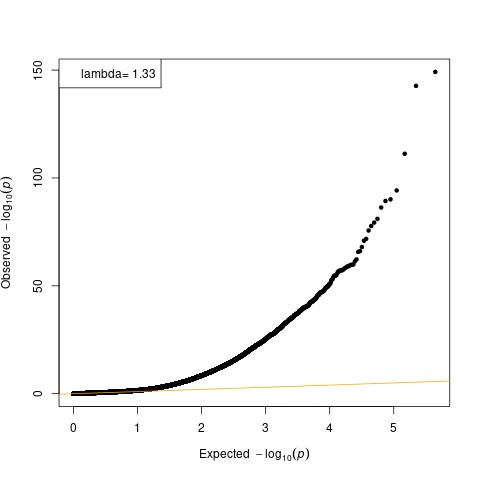 lambda= 1.33
150
100
50
0
Observed −log10(p)
0 1 2 3 4 5
Expected −log10(p)